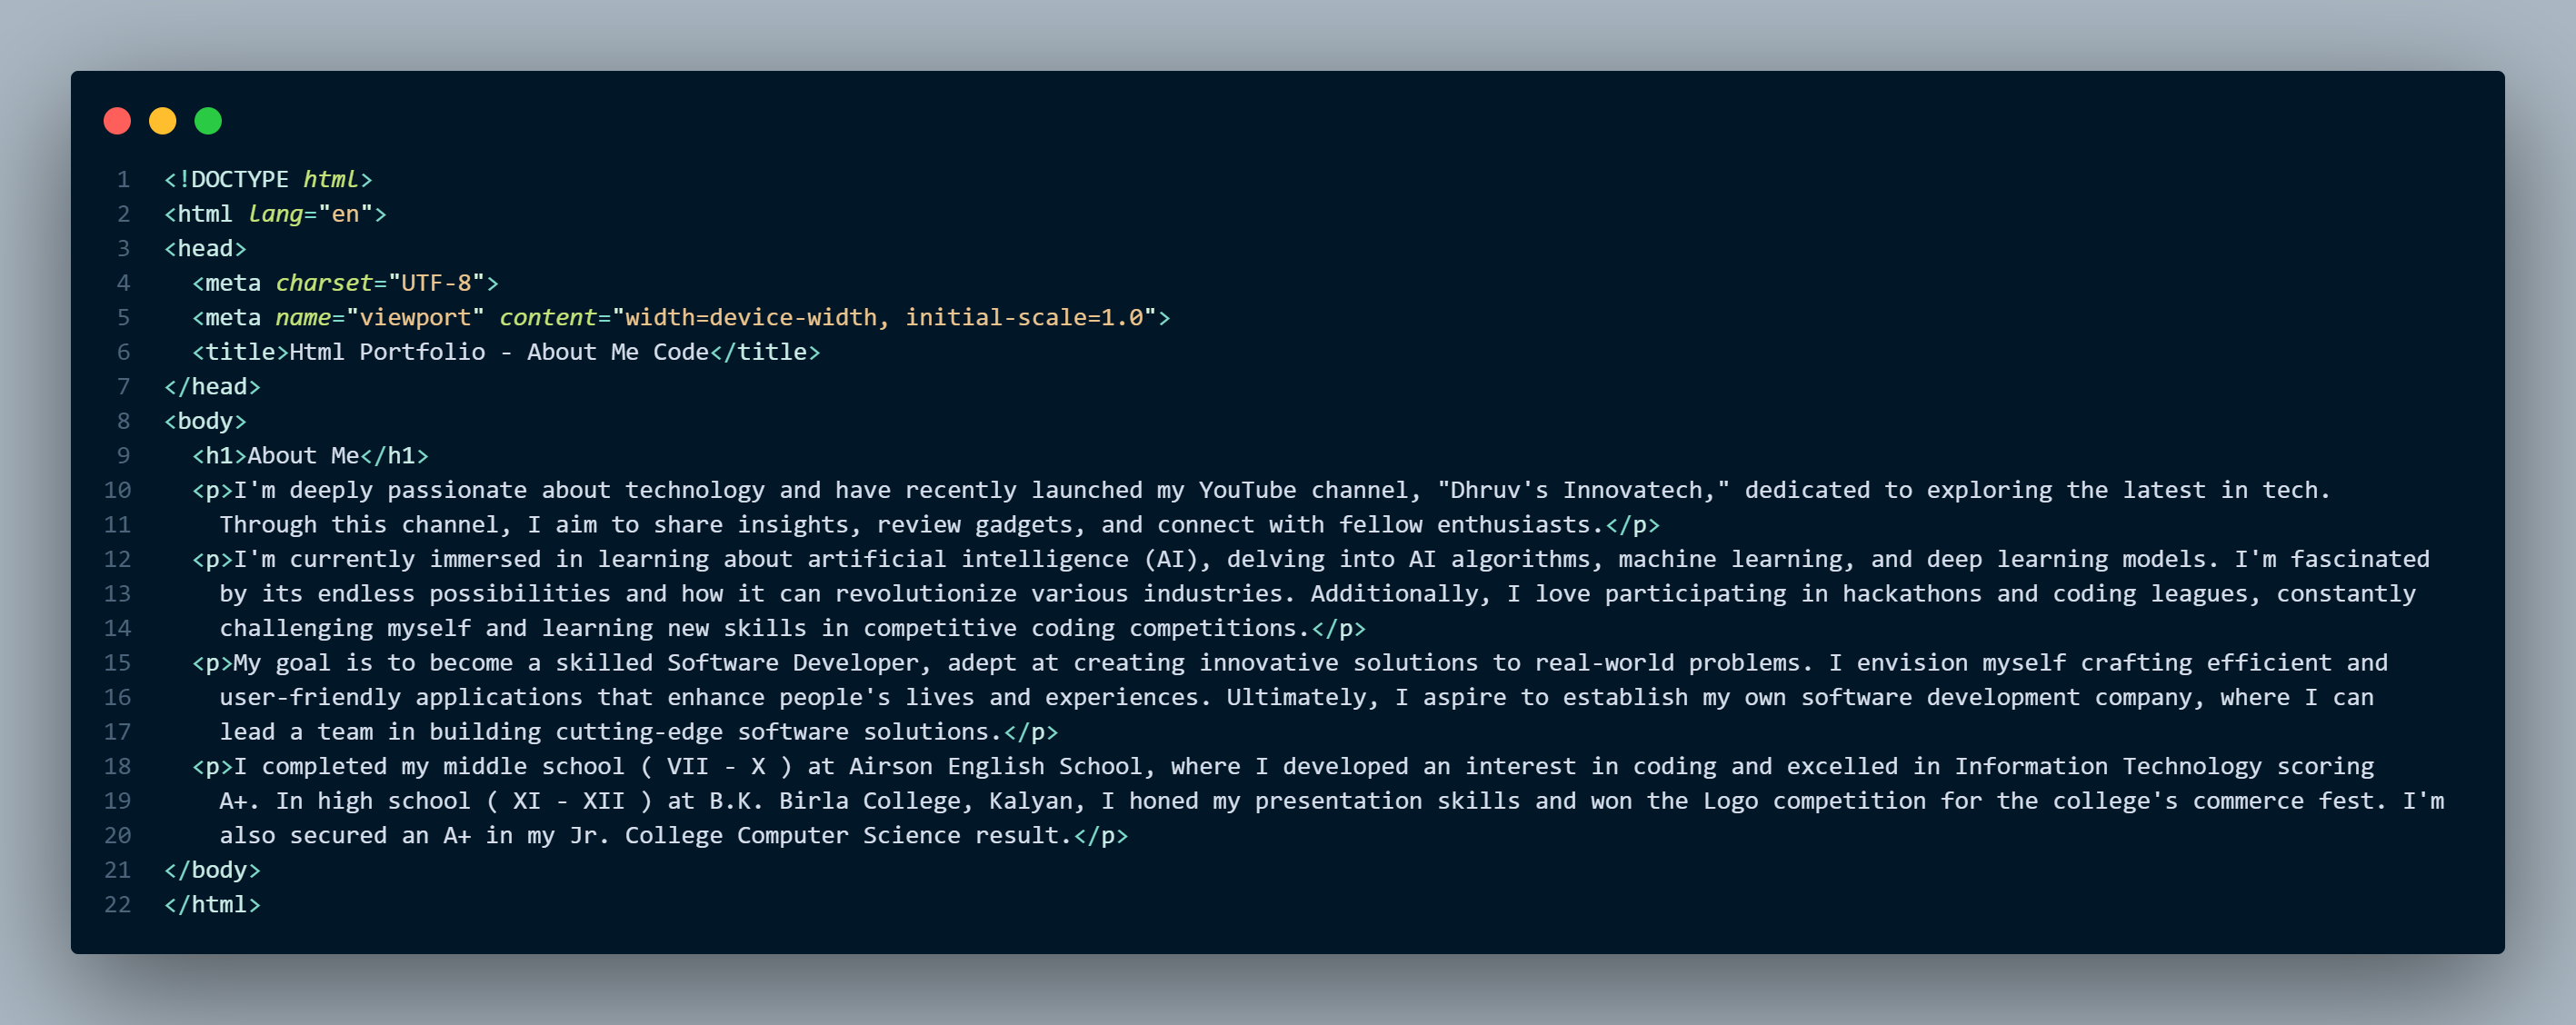 1 <!DOCTYPE html>
2 <html lang="en">
3 <head>
4   <meta charset="UTF-8">
5   <meta name="viewport" content="width=device-width, initial-scale=1.0">
6   <title>Html Portfolio - About Me Code</title>
7 </head>
8 <body>
9   <h1>About Me</h1>
10   <p>I'm deeply passionate about technology and have recently launched my YouTube channel, "Dhruv's Innovatech," dedicated to exploring the latest in tech.
11     Through this channel, I aim to share insights, review gadgets, and connect with fellow enthusiasts.</p>
12   <p>I'm currently immersed in learning about artificial intelligence (AI), delving into AI algorithms, machine learning, and deep learning models. I'm fascinated
13     by its endless possibilities and how it can revolutionize various industries. Additionally, I love participating in hackathons and coding leagues, constantly
14     challenging myself and learning new skills in competitive coding competitions.</p>
15   <p>My goal is to become a skilled Software Developer, adept at creating innovative solutions to real-world problems. I envision myself crafting efficient and
16     user-friendly applications that enhance people's lives and experiences. Ultimately, I aspire to establish my own software development company, where I can
17     lead a team in building cutting-edge software solutions.</p>
18   <p>I completed my middle school ( VII - X ) at Airson English School, where I developed an interest in coding and excelled in Information Technology scoring
19     A+. In high school ( XI - XII ) at B.K. Birla College, Kalyan, I honed my presentation skills and won the Logo competition for the college's commerce fest. I'm
20     also secured an A+ in my Jr. College Computer Science result.</p>
21 </body>
22 </html>